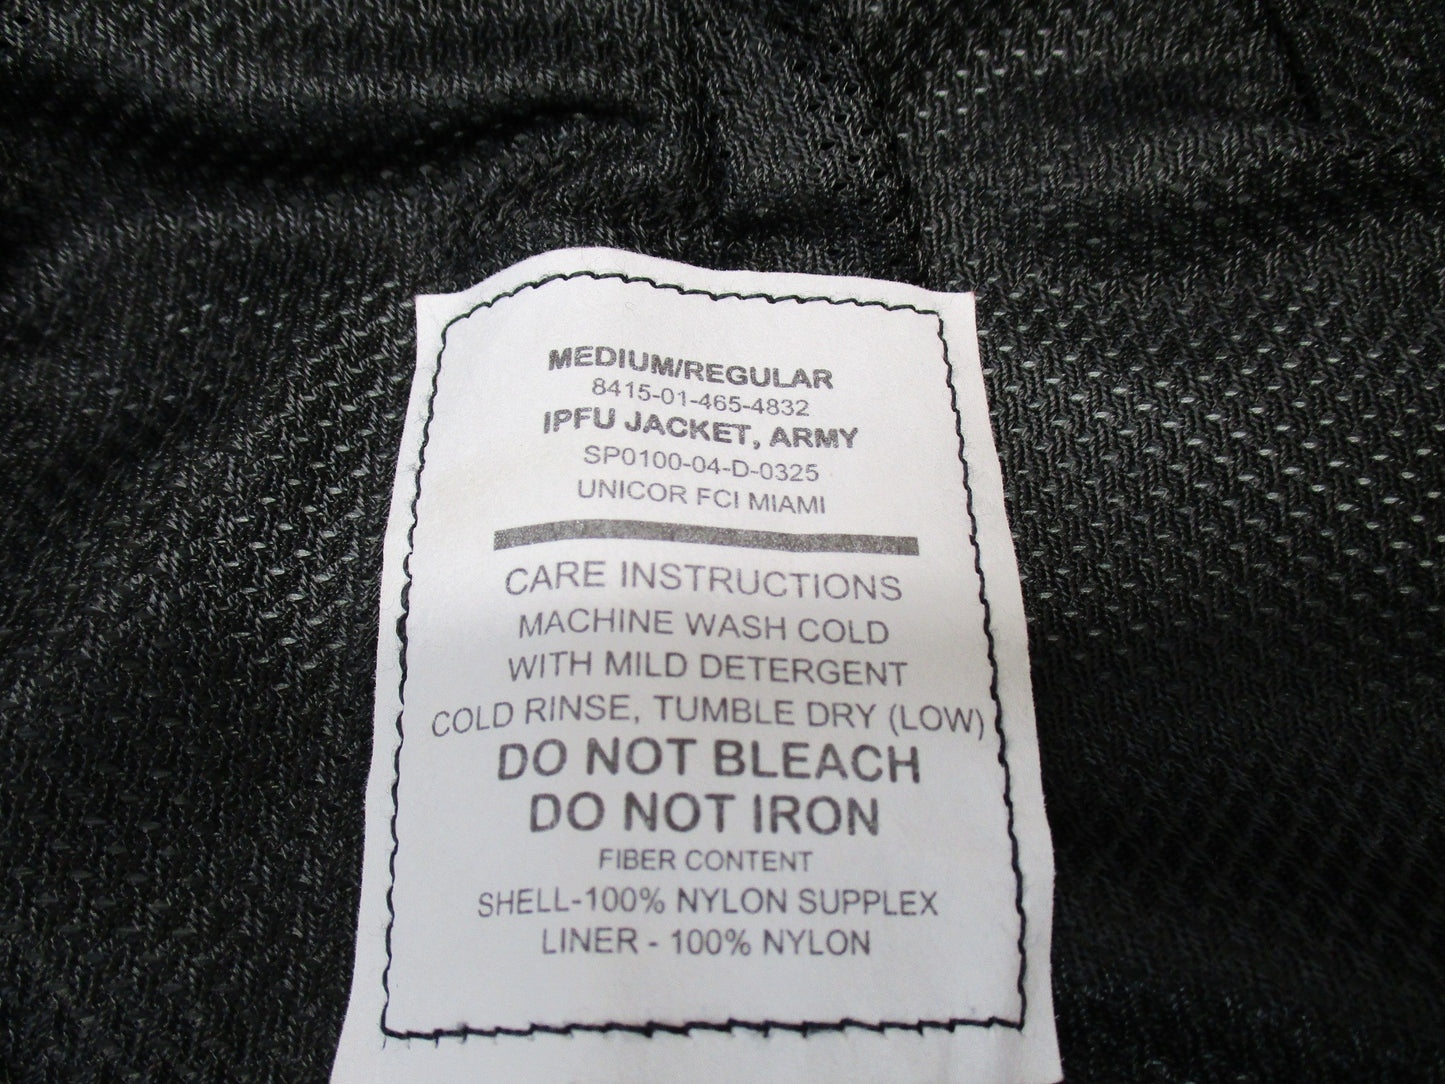 MEDIUM/REGULAR
8415-01-465-4832
IPFU JACKET, ARMY
SP0100-04-D-0325
UNICOR FCI MIAMI
CARE INSTRUCTIONS
MACHINE WASH COLD
WITH MILD DETERGENT
COLD RINSE, TUMBLE DRY (LOW)
DO NOT BLEACH
DO NOT IRON
FIBER CONTENT
SHELL-100% NYLON SUPPLEX
LINER - 100% NYLON